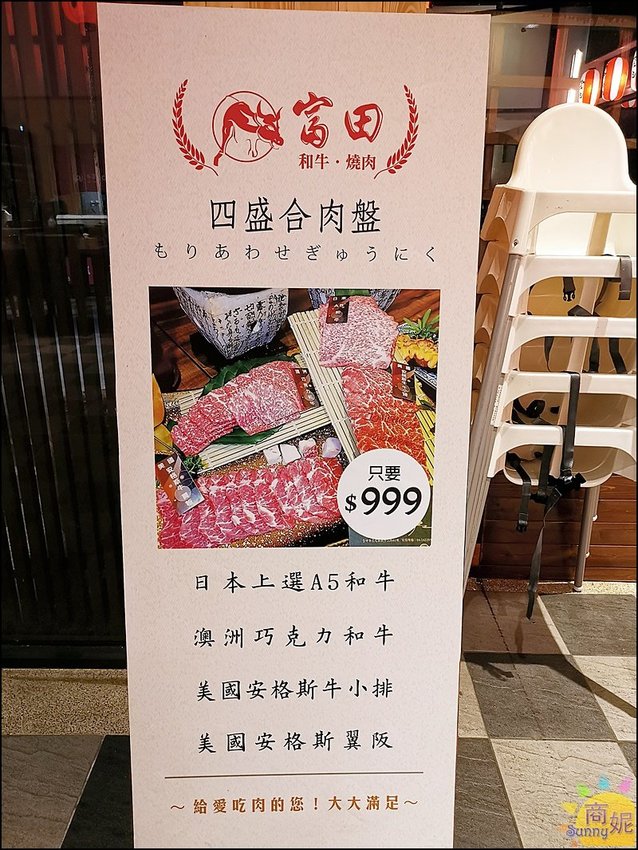 富田
和牛・燒肉
四盛合肉盤
もりあわせぎゅうにく
只要
$999
日本上選A5和牛
澳洲巧克力和牛
美國安格斯牛小排
美國安格斯翼阪
～給愛吃肉的您！大大滿足～
商妮
Sunny